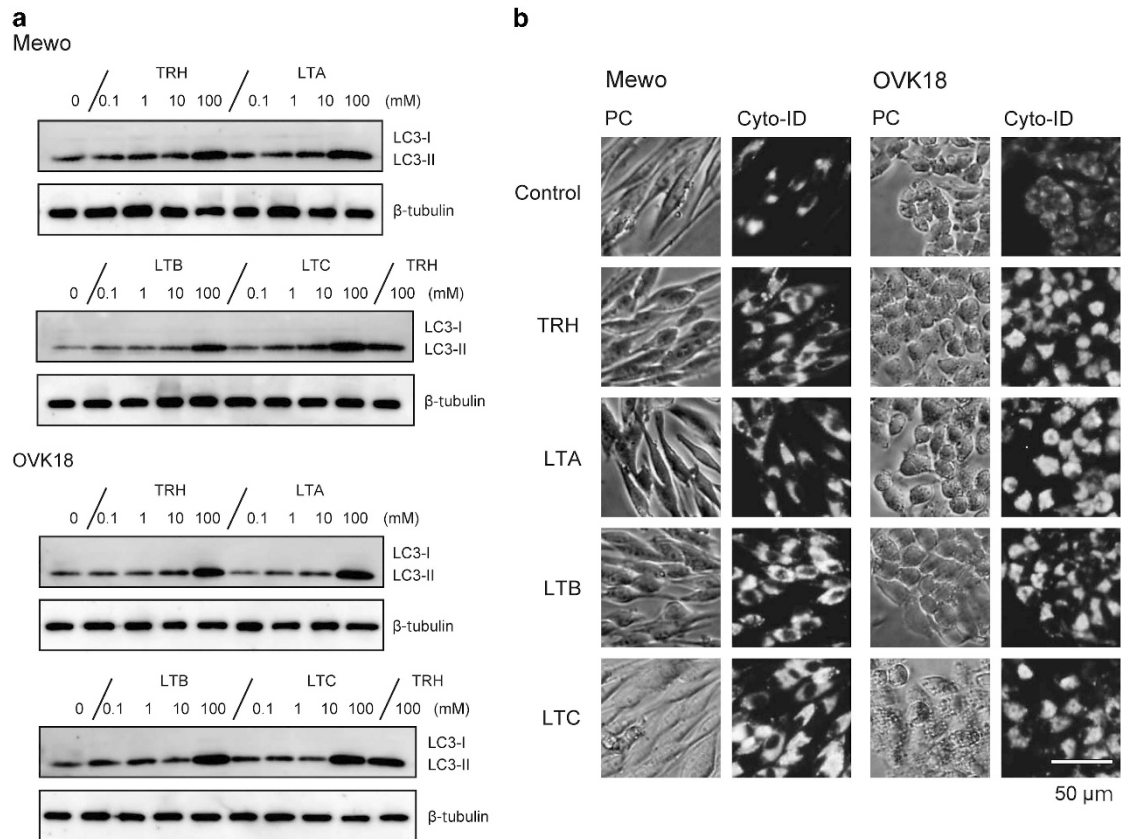 a
Mewo
TRH LTA
0 0.1 1 10 100 0.1 1 10 100 (mM)
LC3-I
LC3-II
β-tubulin
LTB LTC TRH
0 0.1 1 10 100 0.1 1 10 100 100 (mM)
LC3-I
LC3-II
β-tubulin
OVK18
TRH LTA
0 0.1 1 10 100 0.1 1 10 100 (mM)
LC3-I
LC3-II
β-tubulin
LTB LTC TRH
0 0.1 1 10 100 0.1 1 10 100 100 (mM)
LC3-I
LC3-II
β-tubulin
b
Mewo OVK18
PC Cyto-ID PC Cyto-ID
Control
TRH
LTA
LTB
LTC
50 μm